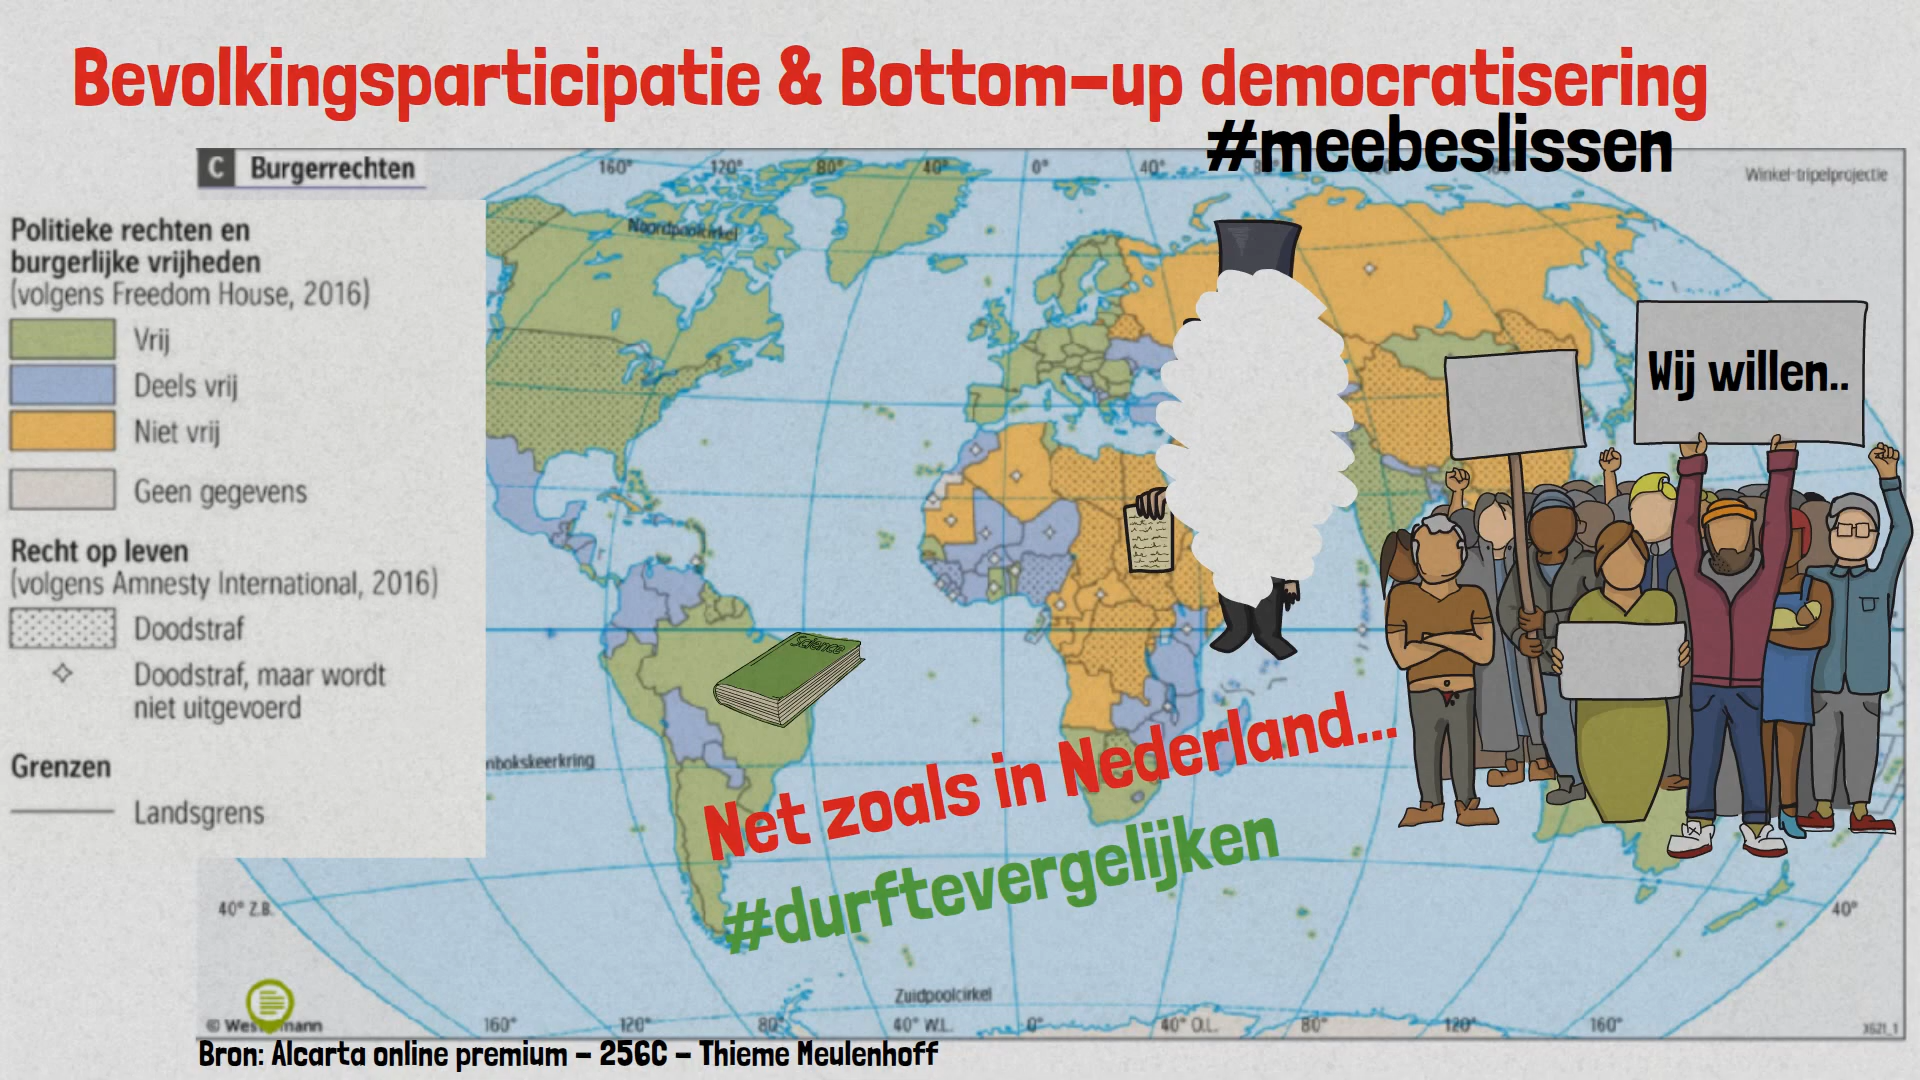 Bevolkingsparticipatie & Bottom-up democratisering
#meebeslissen
C Burgerrechten
160° 120° 80° 40° 0° 40°
Winkel-tripelprojectie
Politieke rechten en
burgerlijke vrijheden
(volgens Freedom House, 2016)
Vrij
Deels vrij
Niet vrij
Geen gegevens
Recht op leven
(volgens Amnesty International, 2016)
Doodstraf
Doodstraf, maar wordt
niet uitgevoerd
Grenzen
Landsgrens
Noordpoolcirkel
Wij willen..
Science
nbokskeerkring
Net zoals in Nederland...
#durftevergelijken
40° Z.B.
40°
Zuidpoolcirkel
160° 120° 80° 40° W.L. 0° 40° O.L. 80° 120° 160°
3621_1
Bron: Alcarta online premium - 256C - Thieme Meulenhoff